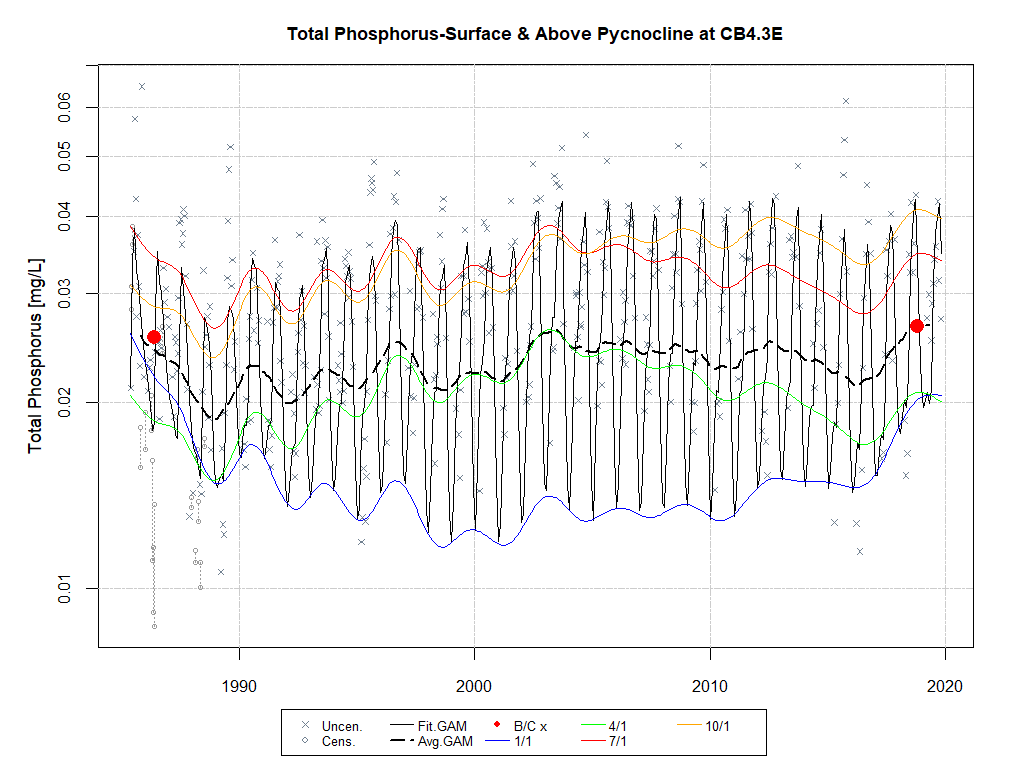 Total Phosphorus-Surface & Above Pycnocline at CB4.3E
Total Phosphorus [mg/L]
0.06
0.05
0.04
0.03
0.02
0.01
1990 2000 2010 2020
Uncen. Fit.GAM B/C x 4/1 10/1
Cens. Avg.GAM 1/1 7/1